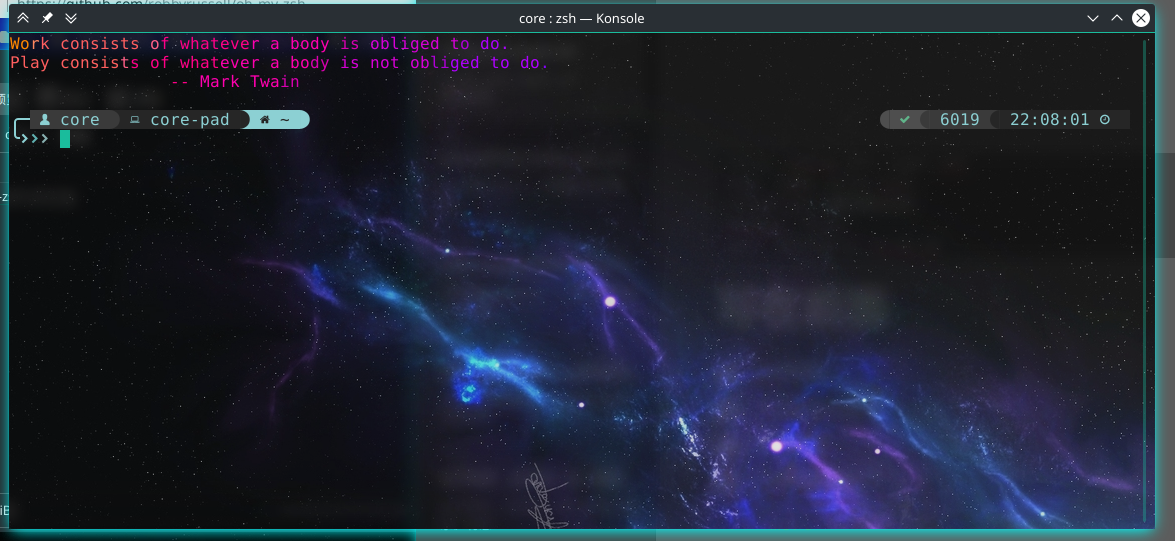 https://github.com/robbyrussell/oh-my-zsh
core : zsh — Konsole
Work consists of whatever a body is obliged to do.
Play consists of whatever a body is not obliged to do.
-- Mark Twain
core core-pad ~ 6019 22:08:01
❯❯❯